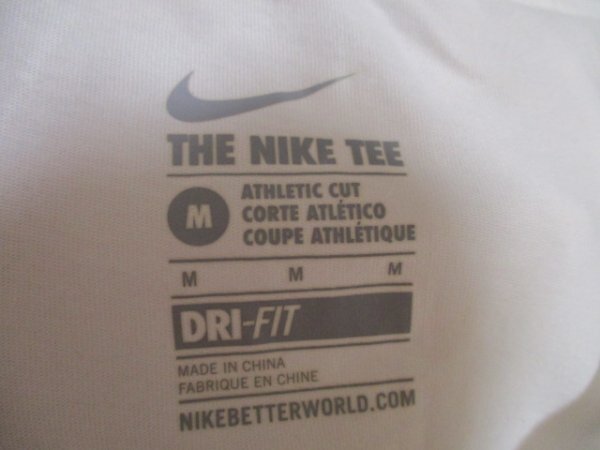 THE NIKE TEE
M
ATHLETIC CUT
CORTE ATLÉTICO
COUPE ATHLÉTIQUE
M M M
DRI-FIT
MADE IN CHINA
FABRIQUE EN CHINE
NIKEBETTERWORLD.COM